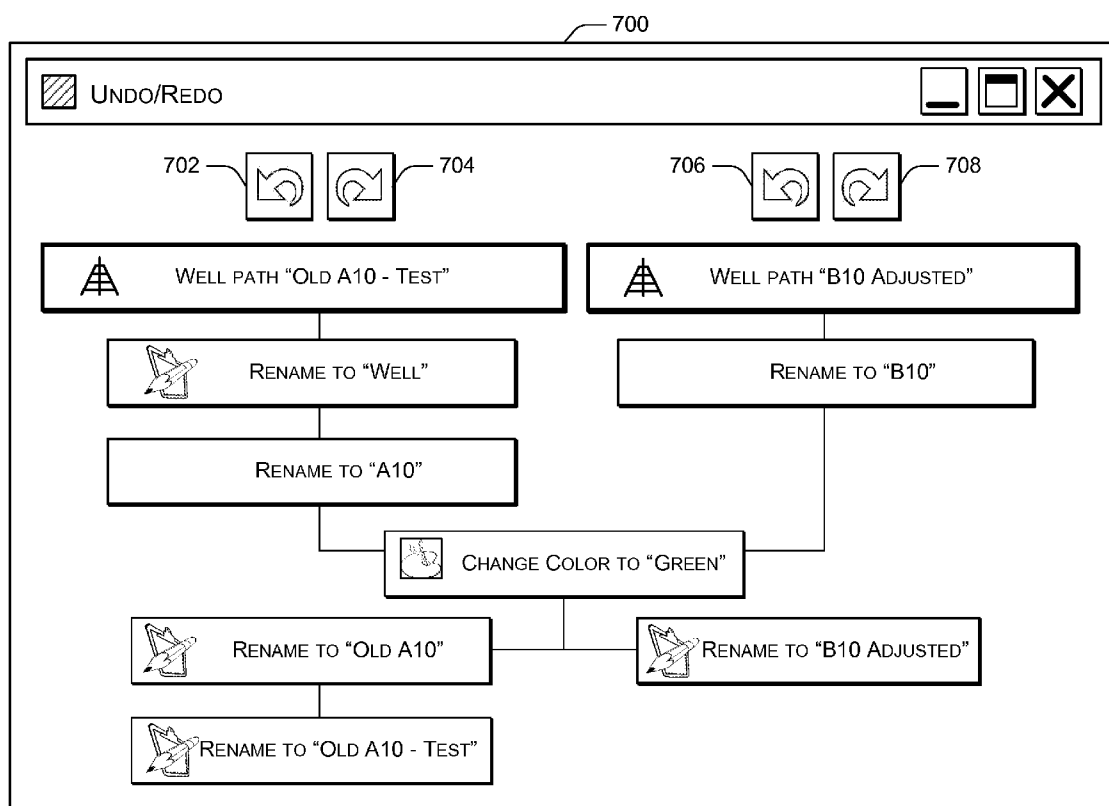 700
UNDO/REDO
702
704
706
708
WELL PATH “OLD A10 - TEST”
WELL PATH “B10 ADJUSTED”
RENAME TO “WELL”
RENAME TO “B10”
RENAME TO “A10”
CHANGE COLOR TO “GREEN”
RENAME TO “OLD A10”
RENAME TO “B10 ADJUSTED”
RENAME TO “OLD A10 - TEST”